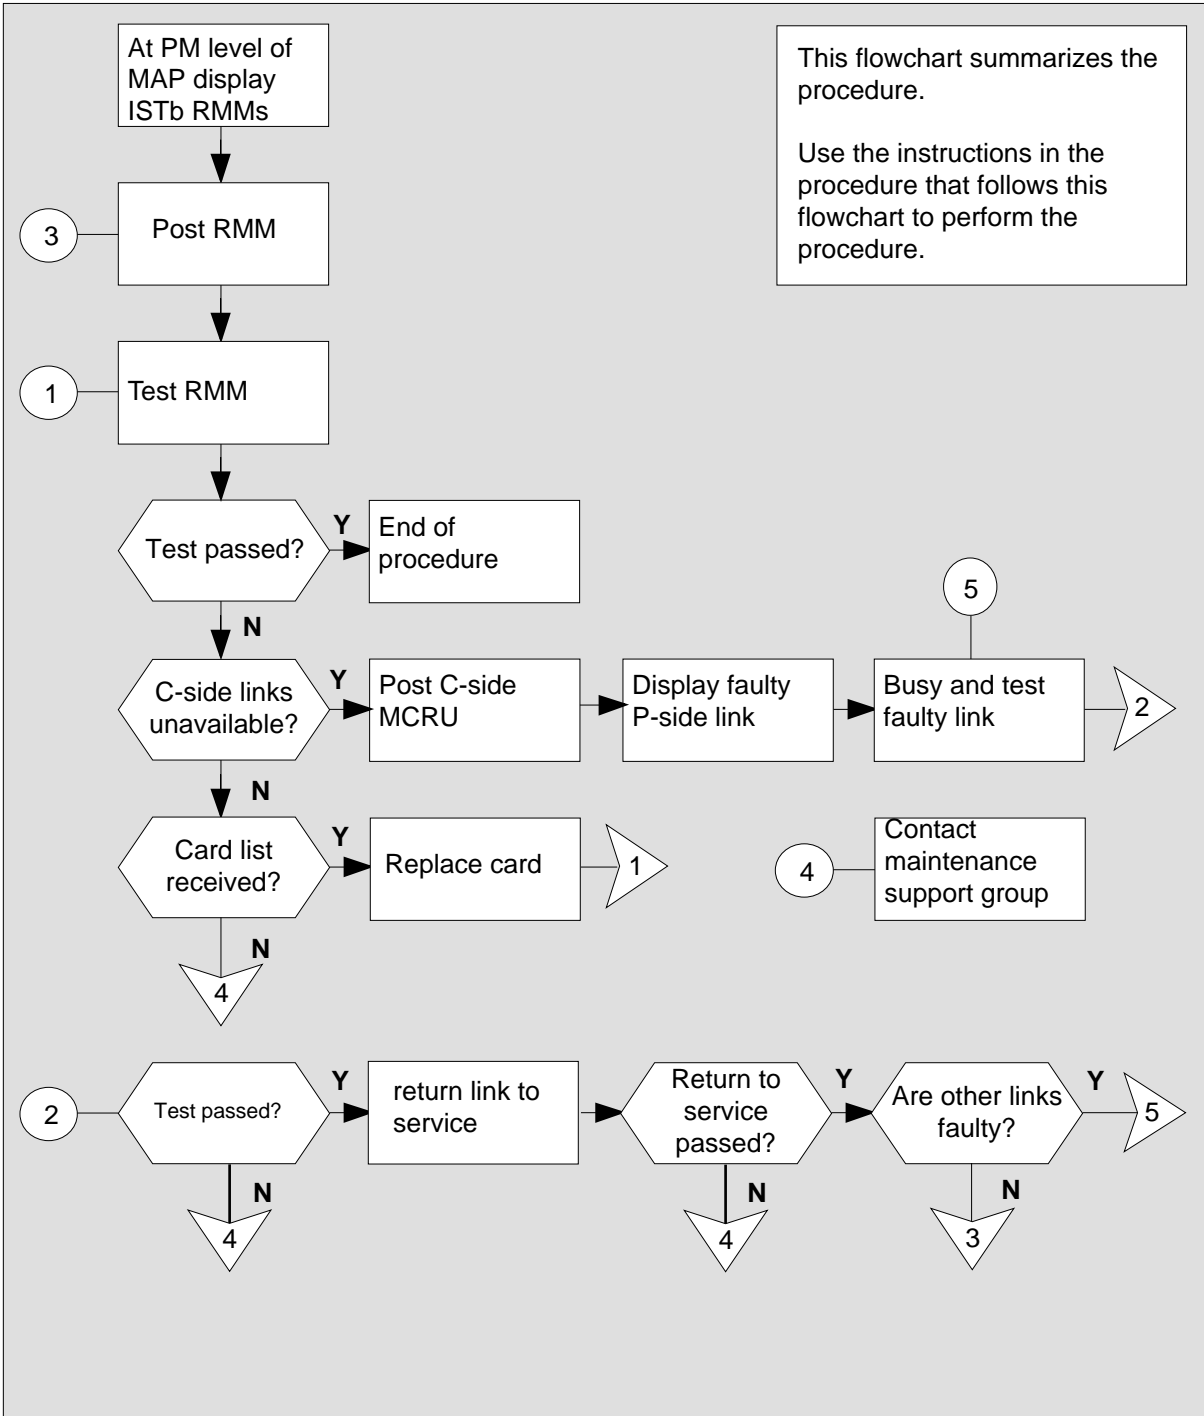 At PM level of
MAP display
ISTb RMMs
This flowchart summarizes the
procedure.
Use the instructions in the
procedure that follows this
flowchart to perform the
procedure.
3
Post RMM
1
Test RMM
Test passed?
Y
End of
procedure
N
5
C-side links
unavailable?
Y
Post C-side
MCRU
Display faulty
P-side link
Busy and test
faulty link
2
N
Card list
received?
Y
Replace card
1
4
Contact
maintenance
support group
N
4
2
Test passed?
Y
return link to
service
Return to
service
passed?
Y
Are other links
faulty?
Y
5
N
4
N
4
N
3